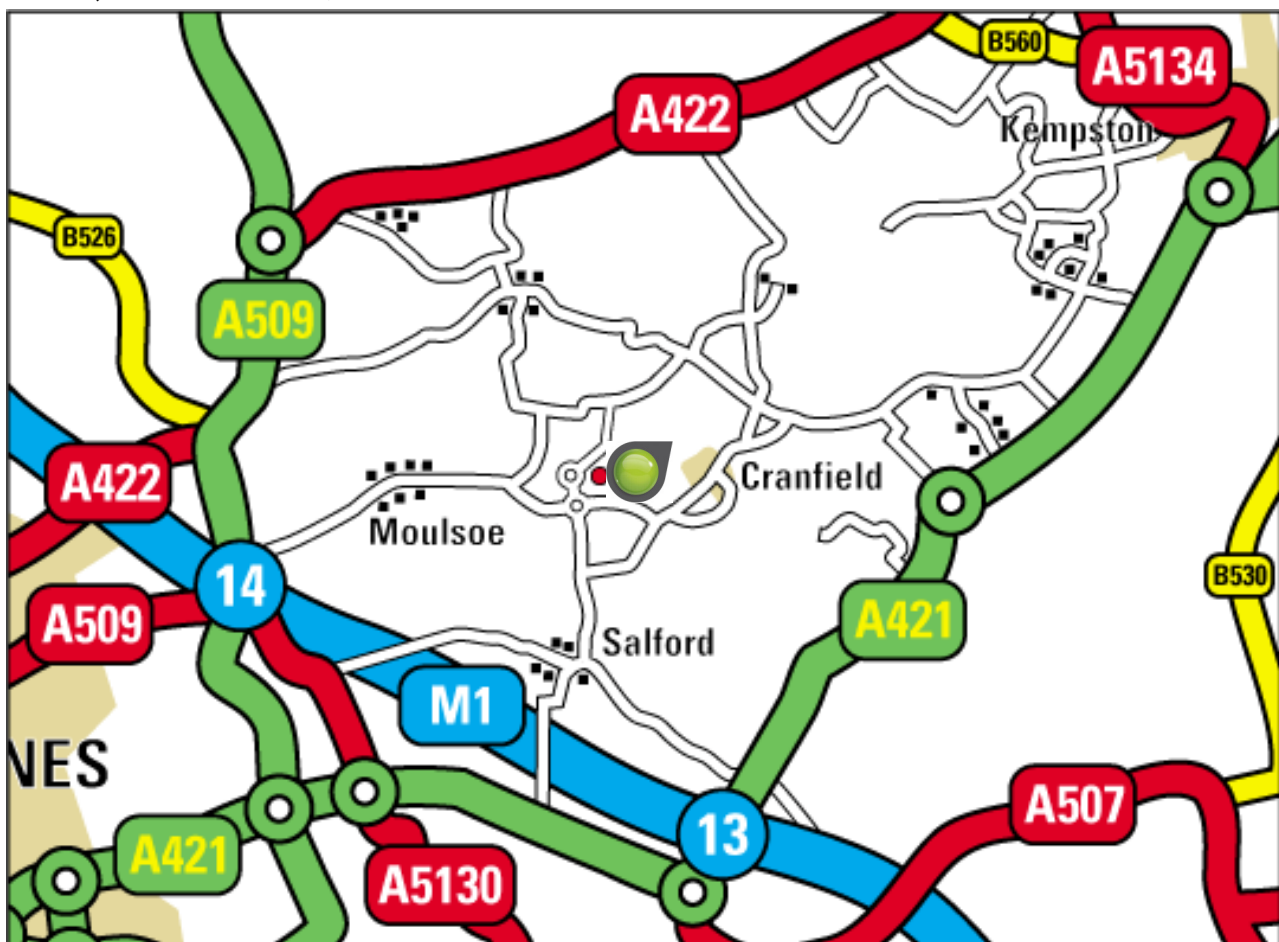 B560
A5134
A422
Kempston
B526
A509
A422
Cranfield
Moulsoe
14
B530
A509
A421
Salford
M1
NES
A507
13
A421
A5130